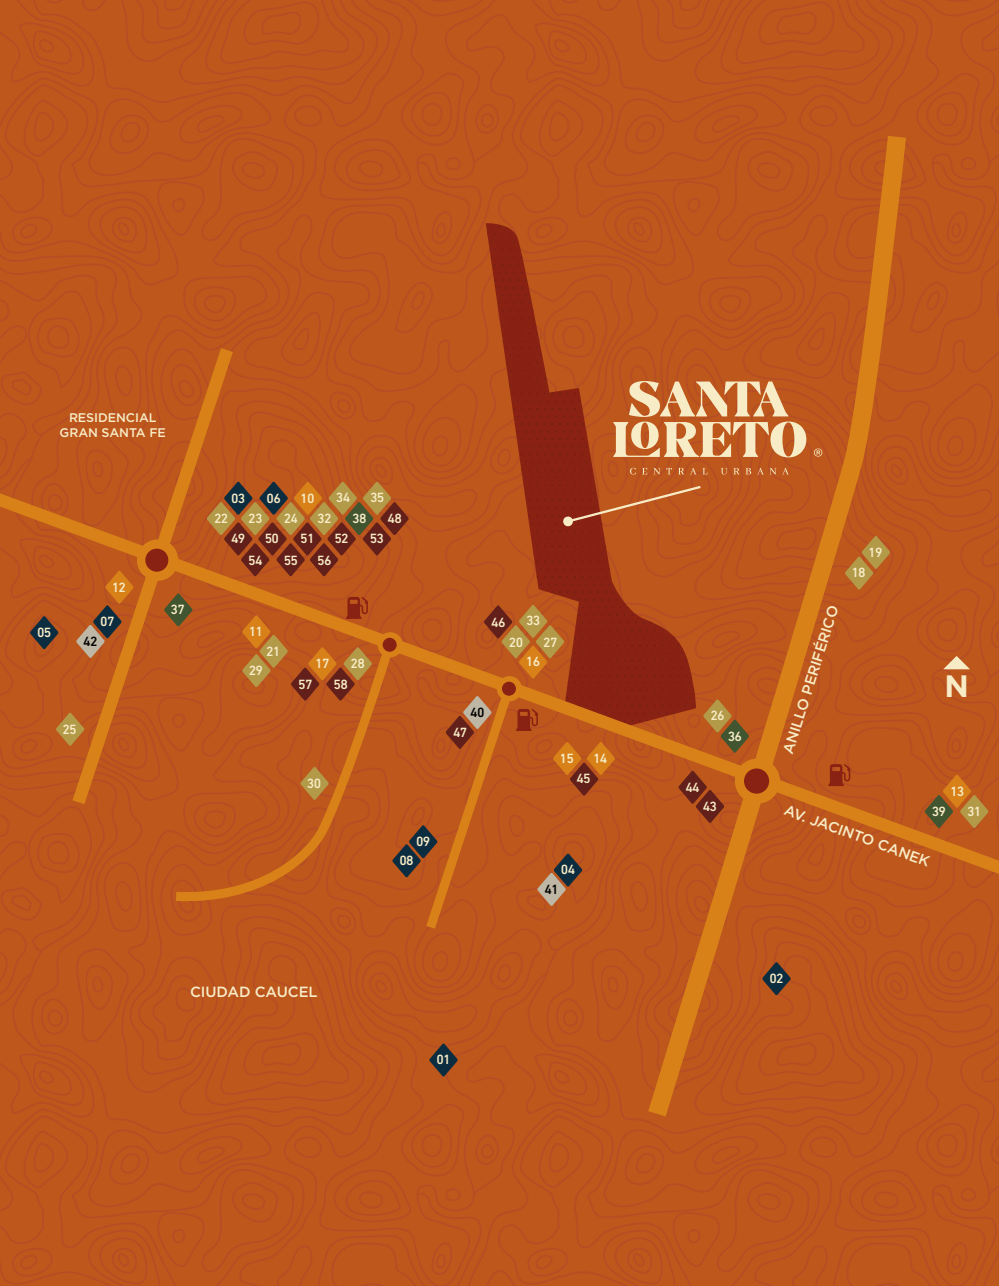 SANTA
LORETO®
CENTRAL URBANA
RESIDENCIAL
GRAN SANTA FE
03 06 10 34 35
22 23 24 32 38 48
49 50 51 52 53
54 55 56
19
18
12
37
07
05
42
11
21
29
17 28
57 58
46 33
20 27
16
ANILLO PERIFÉRICO
N
25
40
47
26
36
15 14
45
30
44
43
13
39 31
AV. JACINTO CANEK
09
08
04
41
02
CIUDAD CAUCEL
01